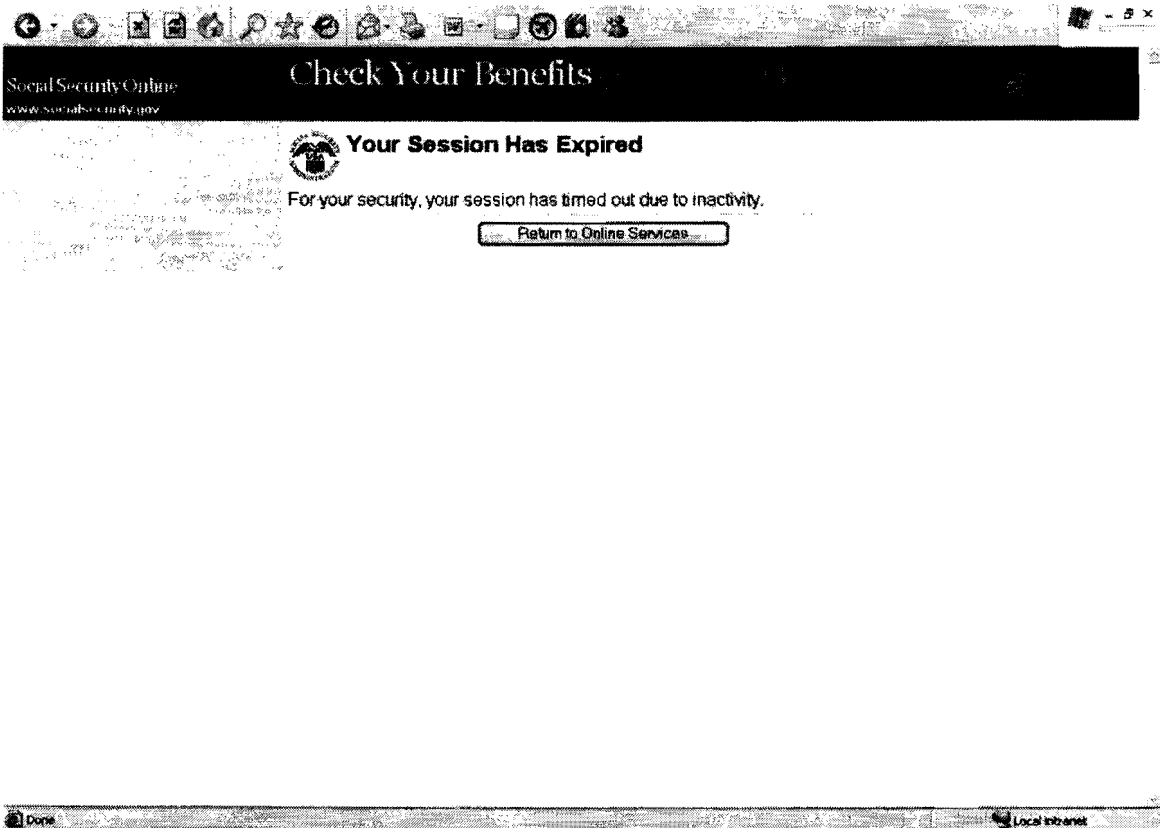 Social Security Online
www.socialsecurity.gov
Check Your Benefits
Your Session Has Expired
For your security, your session has timed out due to inactivity.
Return to Online Services
Done
Local intranet